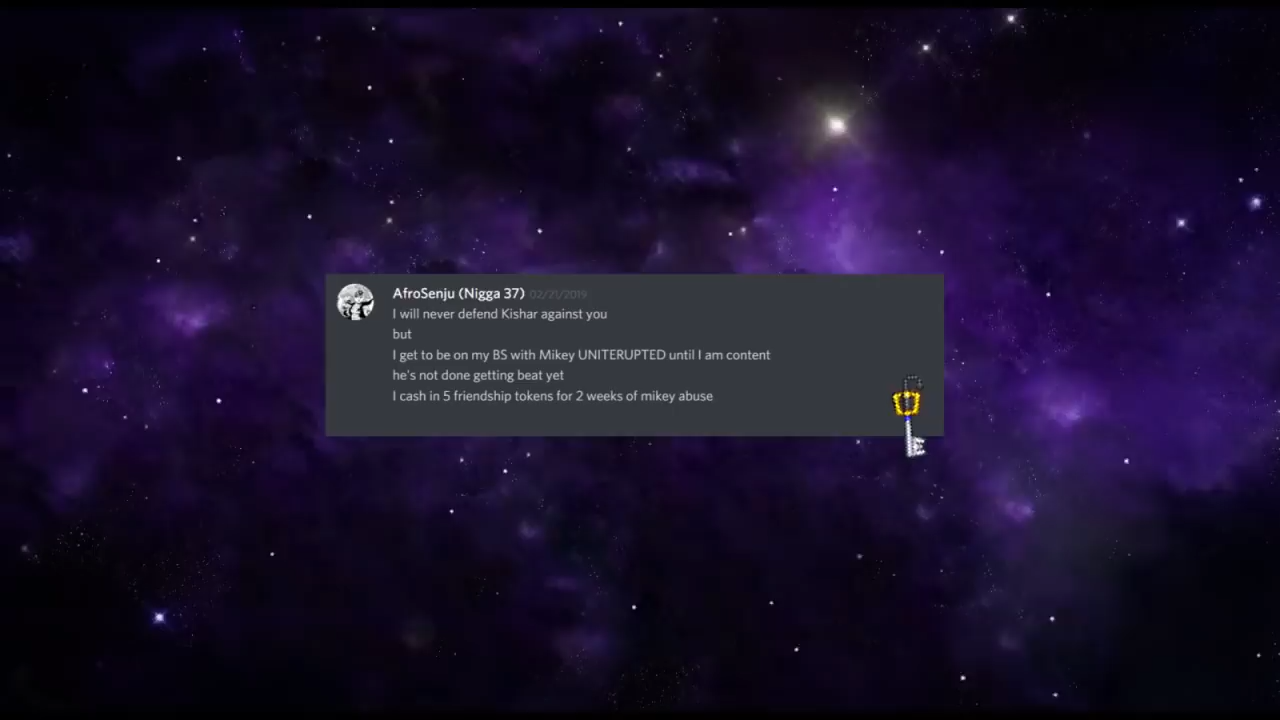 AfroSenju (Nigga 37) 02/21/2019
I will never defend Kishar against you
but
I get to be on my BS with Mikey UNITERUPTED until I am content
he's not done getting beat yet
I cash in 5 friendship tokens for 2 weeks of mikey abuse